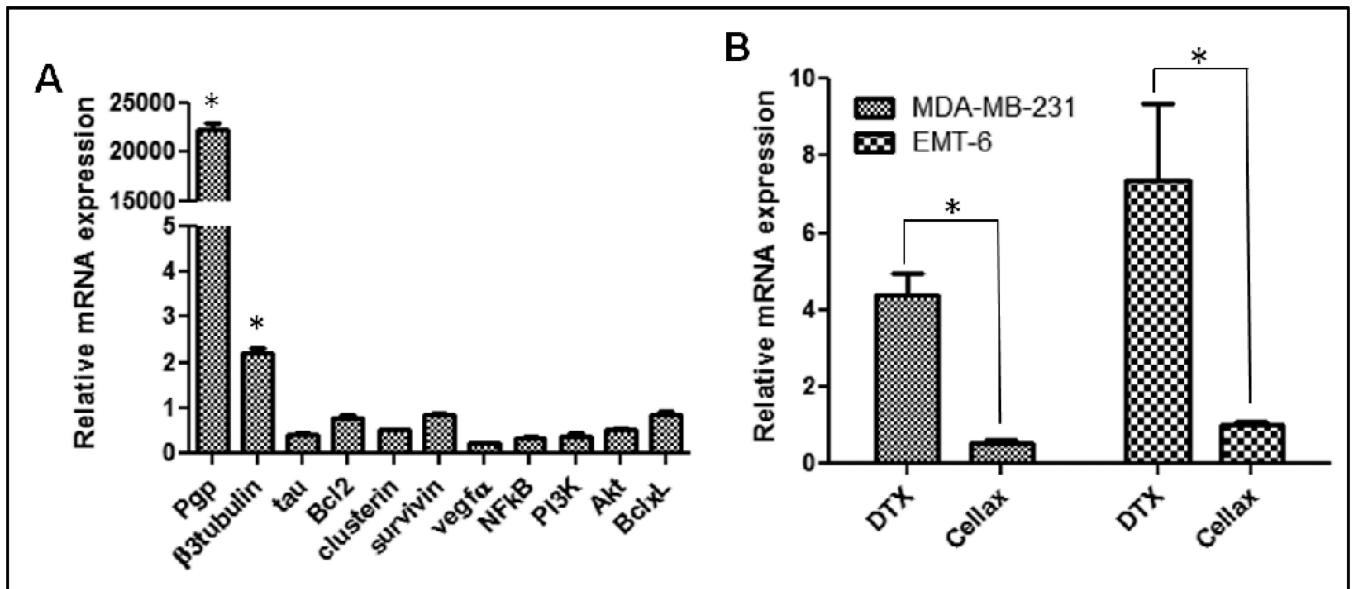 A
Relative mRNA expression
25000
20000
15000
5
4
3
2
1
0
*
*
Pgp
β3tubulin
tau
Bcl2
clusterin
survivin
vegfα
NFkB
PI3K
Akt
BclxL
B
Relative mRNA expression
10
8
6
4
2
0
MDA-MB-231
EMT-6
*
*
DTX
Cellax
DTX
Cellax